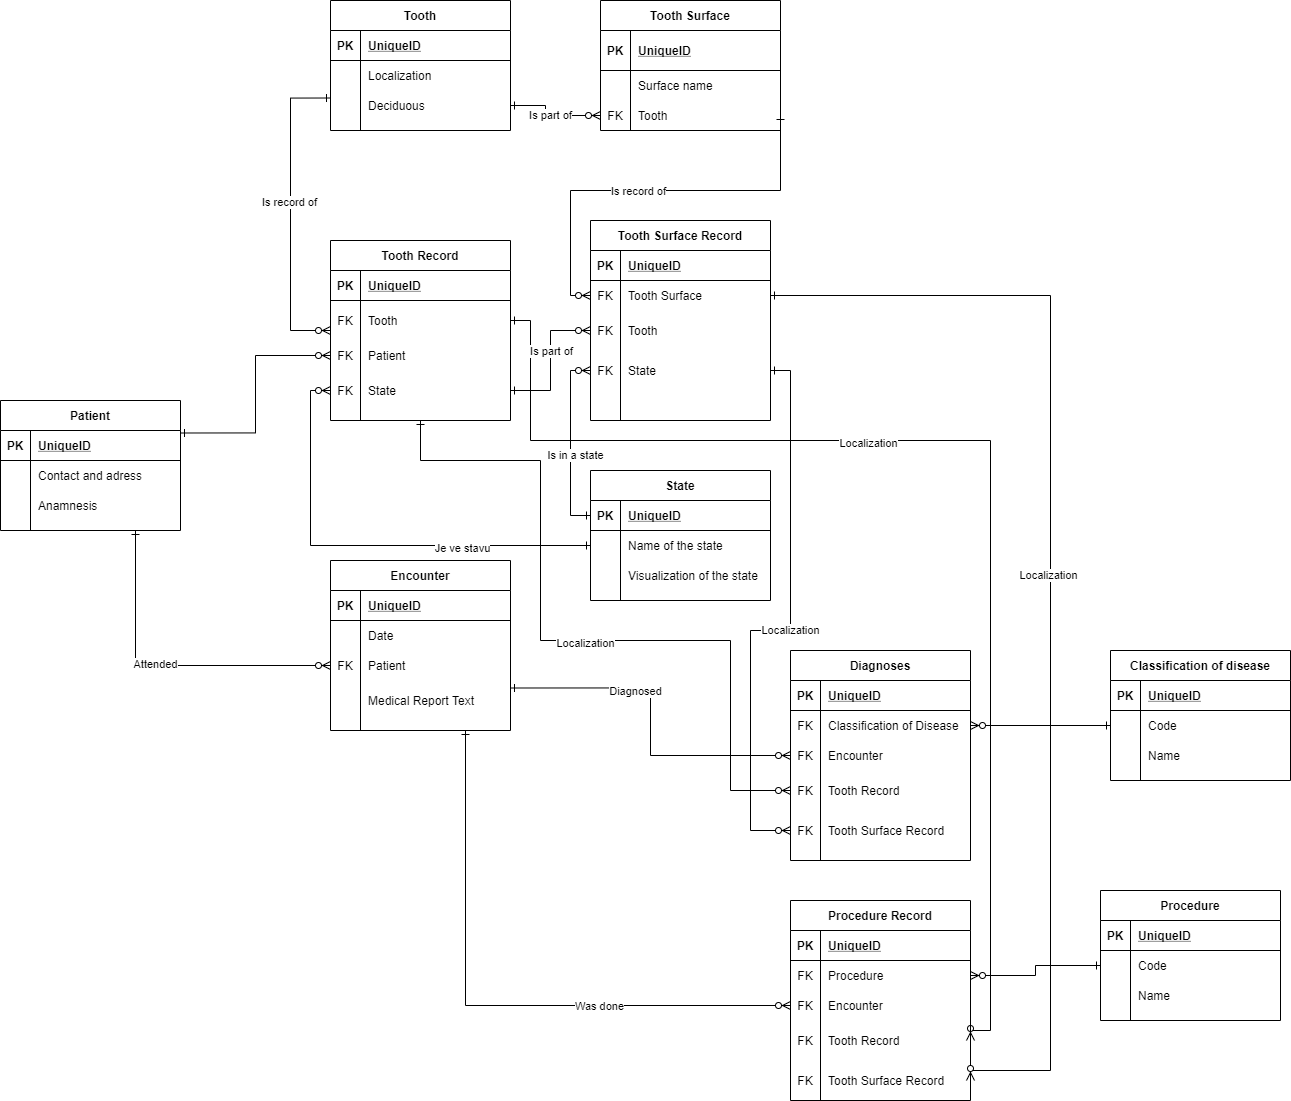 Tooth
PK UniqueID
Localization
Deciduous
Tooth Surface
PK UniqueID
Surface name
FK Tooth
Is part of
Is record of
Is record of
Tooth Record
PK UniqueID
FK Tooth
FK Patient
FK State
Tooth Surface Record
PK UniqueID
FK Tooth Surface
FK Tooth
FK State
Is part of
Patient
PK UniqueID
Contact and adress
Anamnesis
Localization
Is in a state
State
PK UniqueID
Name of the state
Visualization of the state
Je ve stavu
Localization
Encounter
PK UniqueID
Date
FK Patient
Medical Report Text
Attended
Localization
Localization
Diagnosed
Diagnoses
PK UniqueID
FK Classification of Disease
FK Encounter
FK Tooth Record
FK Tooth Surface Record
Classification of disease
PK UniqueID
Code
Name
Procedure Record
PK UniqueID
FK Procedure
FK Encounter
FK Tooth Record
FK Tooth Surface Record
Was done
Procedure
PK UniqueID
Code
Name